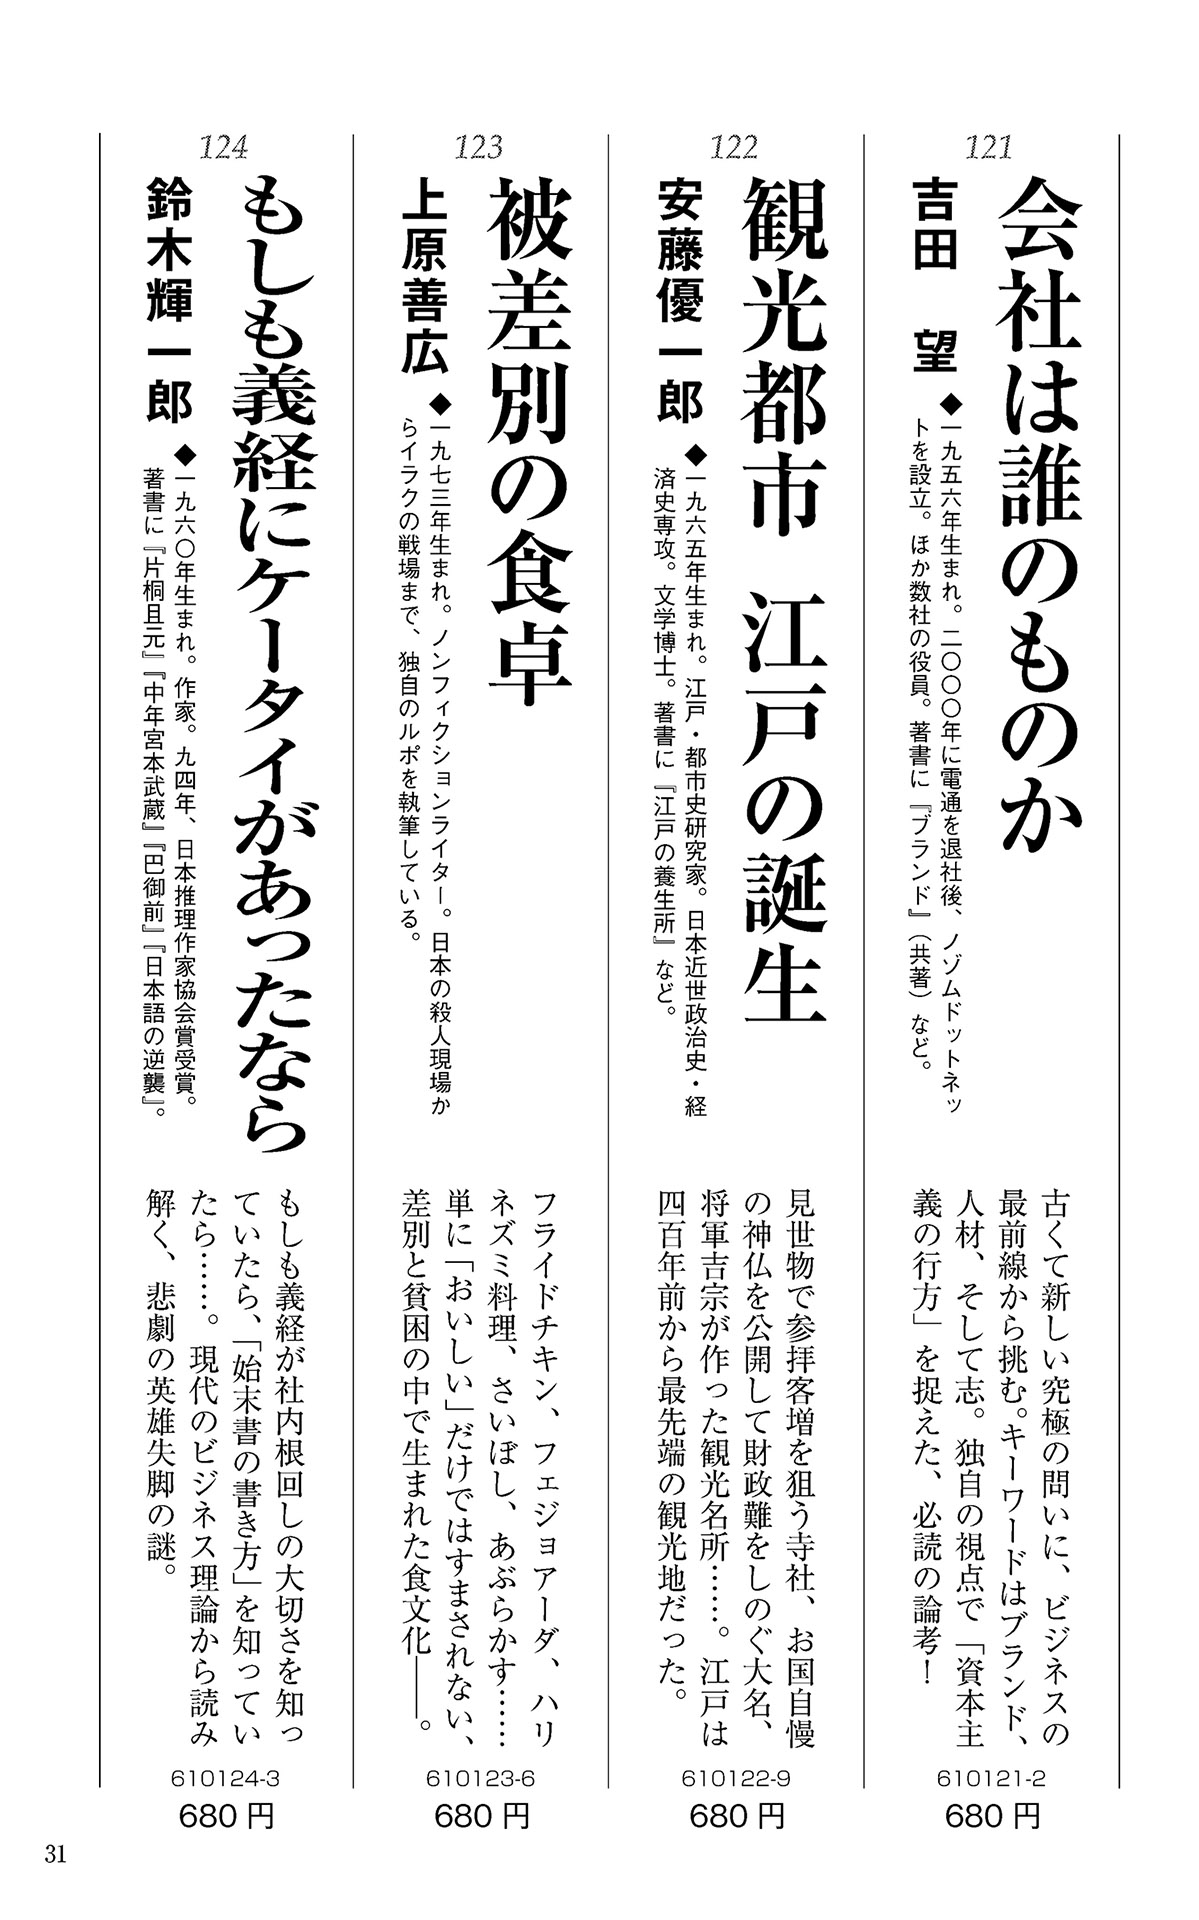 121
会社は誰のものか
吉田 望
◆一九五六年生まれ。二〇〇〇年に電通を退社後、ノゾムドットネッ
トを設立。ほか数社の役員。著書に『ブランド』（共著）など。
古くて新しい究極の問いに、ビジネスの
最前線から挑む。キーワードはブランド、
人材、そして志。独自の視点で「資本主
義の行方」を捉えた、必読の論考！
610121-2
680円
122
観光都市 江戸の誕生
安藤優一郎
◆一九六五年生まれ。江戸・都市史研究家。日本近世政治史・経
済史専攻。文学博士。著書に『江戸の養生所』など。
見世物で参拝客増を狙う寺社、お国自慢
の神仏を公開して財政難をしのぐ大名、
将軍吉宗が作った観光名所……。江戸は
四百年前から最先端の観光地だった。
610122-9
680円
123
被差別の食卓
上原善広
◆一九七三年生まれ。ノンフィクションライター。日本の殺人現場か
らイラクの戦場まで、独自のルポを執筆している。
フライドチキン、フェジョアーダ、ハリ
ネズミ料理、さいぼし、あぶらかす……
単に「おいしい」だけではすまされない、
差別と貧困の中で生まれた食文化――。
610123-6
680円
124
もしも義経にケータイがあったなら
鈴木輝一郎
◆一九六〇年生まれ。作家。九四年、日本推理作家協会賞受賞。
著書に『片桐且元』『中年宮本武蔵』『巴御前』『日本語の逆襲』。
もしも義経が社内根回しの大切さを知っ
ていたら、「始末書の書き方」を知ってい
たら……。現代のビジネス理論から読み
解く、悲劇の英雄失脚の謎。
610124-3
680円
31